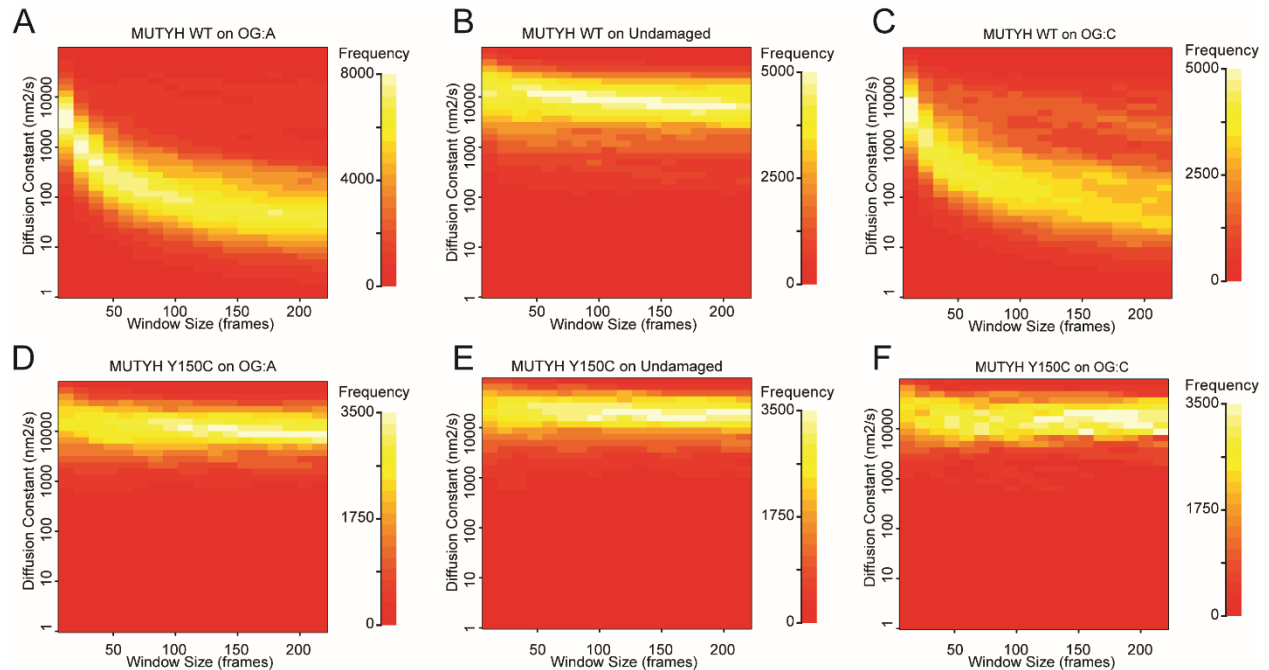 A
MUTYH WT on OG:A
Frequency
8000
4000
0
Diffusion Constant (nm2/s)
10000
1000
100
10
1
50
100
150
200
Window Size (frames)
B
MUTYH WT on Undamaged
Frequency
5000
2500
0
Diffusion Constant (nm2/s)
10000
1000
100
10
1
50
100
150
200
Window Size (frames)
C
MUTYH WT on OG:C
Frequency
5000
2500
0
Diffusion Constant (nm2/s)
10000
1000
100
10
1
50
100
150
200
Window Size (frames)
D
MUTYH Y150C on OG:A
Frequency
3500
1750
0
Diffusion Constant (nm2/s)
10000
1000
100
10
1
50
100
150
200
Window Size (frames)
E
MUTYH Y150C on Undamaged
Frequency
3500
1750
0
Diffusion Constant (nm2/s)
10000
1000
100
10
1
50
100
150
200
Window Size (frames)
F
MUTYH Y150C on OG:C
Frequency
3500
1750
0
Diffusion Constant (nm2/s)
10000
1000
100
10
1
50
100
150
200
Window Size (frames)